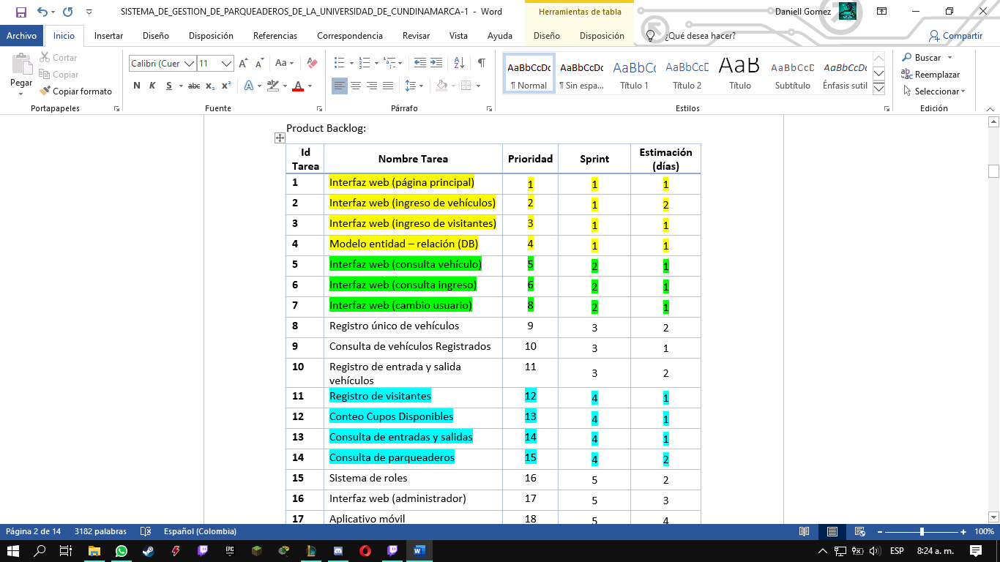 SISTEMA_DE_GESTION_DE_PARQUEADEROS_DE_LA_UNIVERSIDAD_DE_CUNDINAMARCA-1 - Word
Herramientas de tabla
Daniell Gomez
Archivo Inicio Insertar Diseño Disposición Referencias Correspondencia Revisar Vista Ayuda Diseño Disposición ¿Qué desea hacer? Compartir
Pegar
Cortar
Copiar
Copiar formato
Portapapeles
Calibri (Cuer 11
N K S abc x₂ x²
Fuente
Párrafo
AaBbCcDc AaBbCcDc AaBbCc AaBbCcD AaB AaBbCcD AaBbCcDc
¶ Normal ¶ Sin espa... Título 1 Título 2 Título Subtítulo Énfasis sutil
Estilos
Buscar
Reemplazar
Seleccionar
Edición
Product Backlog:
Id Tarea Nombre Tarea Prioridad Sprint Estimación (días)
1 Interfaz web (página principal) 1 1 1
2 Interfaz web (ingreso de vehículos) 2 1 2
3 Interfaz web (ingreso de visitantes) 3 1 1
4 Modelo entidad – relación (DB) 4 1 1
5 Interfaz web (consulta vehículo) 5 2 1
6 Interfaz web (consulta ingreso) 6 2 1
7 Interfaz web (cambio usuario) 8 2 1
8 Registro único de vehículos 9 3 2
9 Consulta de vehículos Registrados 10 3 1
10 Registro de entrada y salida vehículos 11 3 2
11 Registro de visitantes 12 4 1
12 Conteo Cupos Disponibles 13 4 1
13 Consulta de entradas y salidas 14 4 1
14 Consulta de parqueaderos 15 4 2
15 Sistema de roles 16 5 2
16 Interfaz web (administrador) 17 5 3
17 Aplicativo móvil 18 5 4
Página 2 de 14 3182 palabras Español (Colombia) 100%
ESP 8:24 a. m.